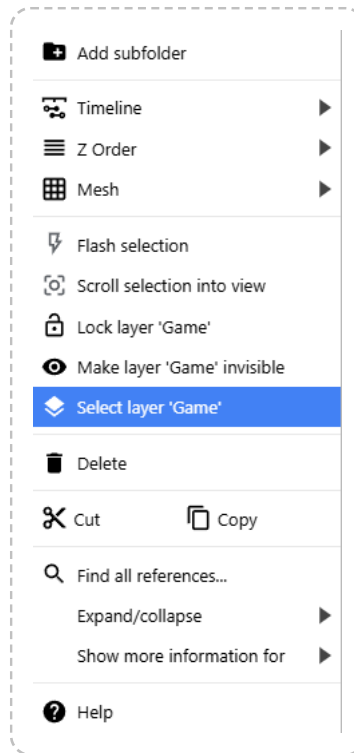 Add subfolder
Timeline
Z Order
Mesh
Flash selection
Scroll selection into view
Lock layer 'Game'
Make layer 'Game' invisible
Select layer 'Game'
Delete
Cut Copy
Find all references...
Expand/collapse
Show more information for
Help